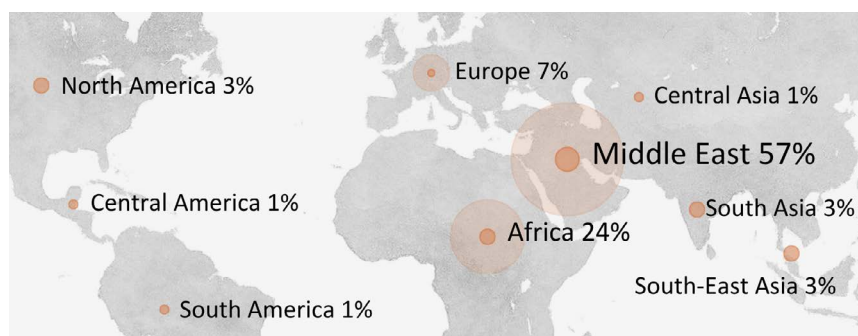 Europe 7%
North America 3%
Central Asia 1%
Middle East 57%
Central America 1%
South Asia 3%
Africa 24%
South-East Asia 3%
South America 1%